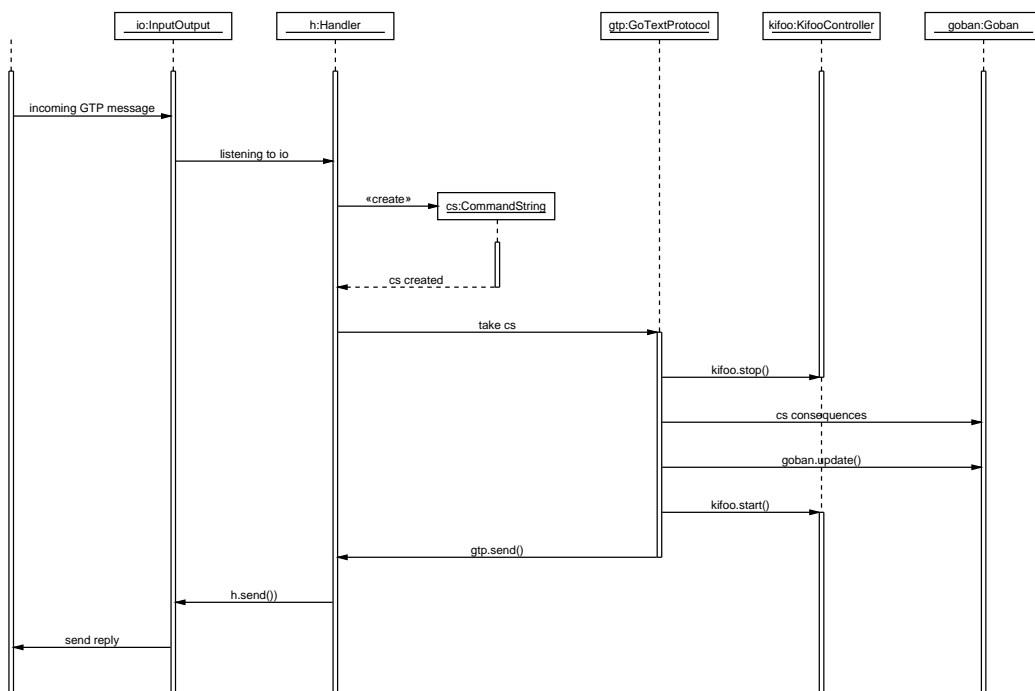 io:InputOutput
h:Handler
gtp:GoTextProtocol
kifoo:KifooController
goban:Goban
incoming GTP message
listening to io
«create»
cs:CommandString
cs created
take cs
kifoo.stop()
cs consequences
goban.update()
kifoo.start()
gtp.send()
h.send())
send reply